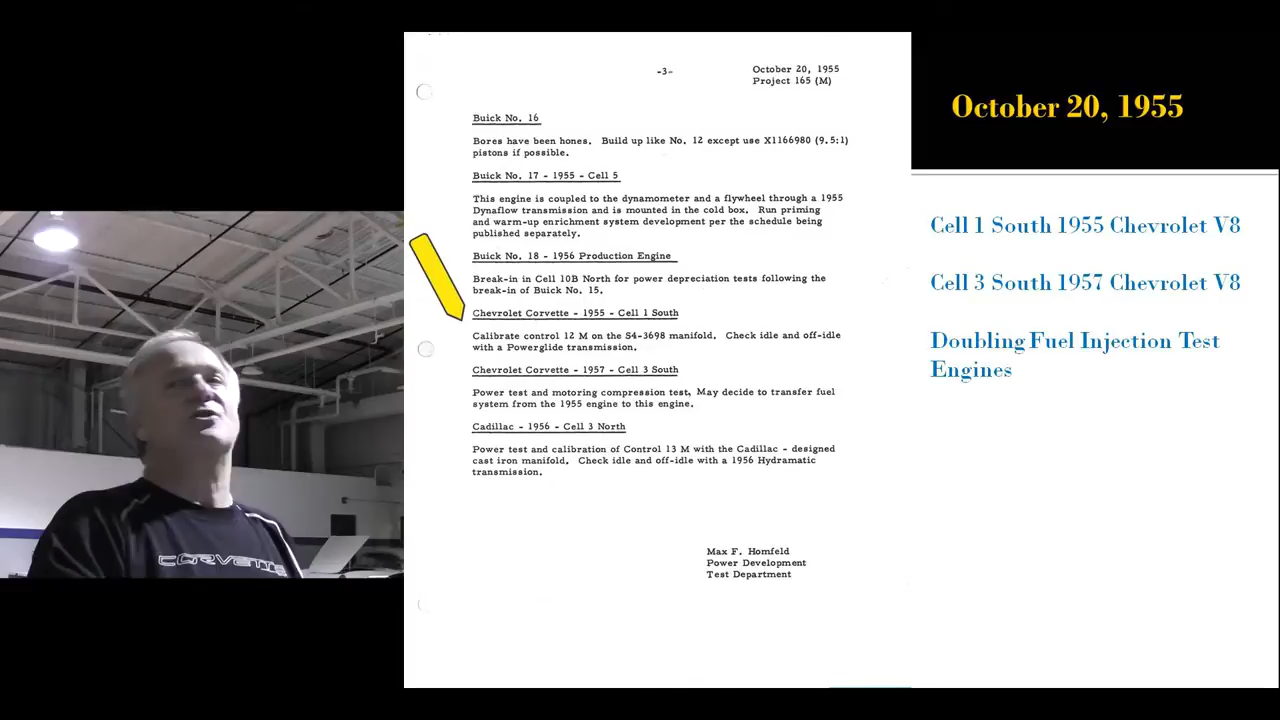 -3-
October 20, 1955
Project 165 (M)
Buick No. 16
Bores have been hones. Build up like No. 12 except use X1166980 (9.5:1)
pistons if possible.
Buick No. 17 - 1955 - Cell 5
This engine is coupled to the dynamometer and a flywheel through a 1955
Dynaflow transmission and is mounted in the cold box. Run priming
and warm-up enrichment system development per the schedule being
published separately.
Buick No. 18 - 1956 Production Engine
Break-in in Cell 10B North for power depreciation tests following the
break-in of Buick No. 15.
Chevrolet Corvette - 1955 - Cell 1 South
Calibrate control 12 M on the S4-3698 manifold. Check idle and off-idle
with a Powerglide transmission.
Chevrolet Corvette - 1957 - Cell 3 South
Power test and motoring compression test, May decide to transfer fuel
system from the 1955 engine to this engine.
Cadillac - 1956 - Cell 3 North
Power test and calibration of Control 13 M with the Cadillac - designed
cast iron manifold. Check idle and off-idle with a 1956 Hydramatic
transmission.
Max F. Homfeld
Power Development
Test Department
October 20, 1955
Cell 1 South 1955 Chevrolet V8
Cell 3 South 1957 Chevrolet V8
Doubling Fuel Injection Test
Engines
CORVETTE